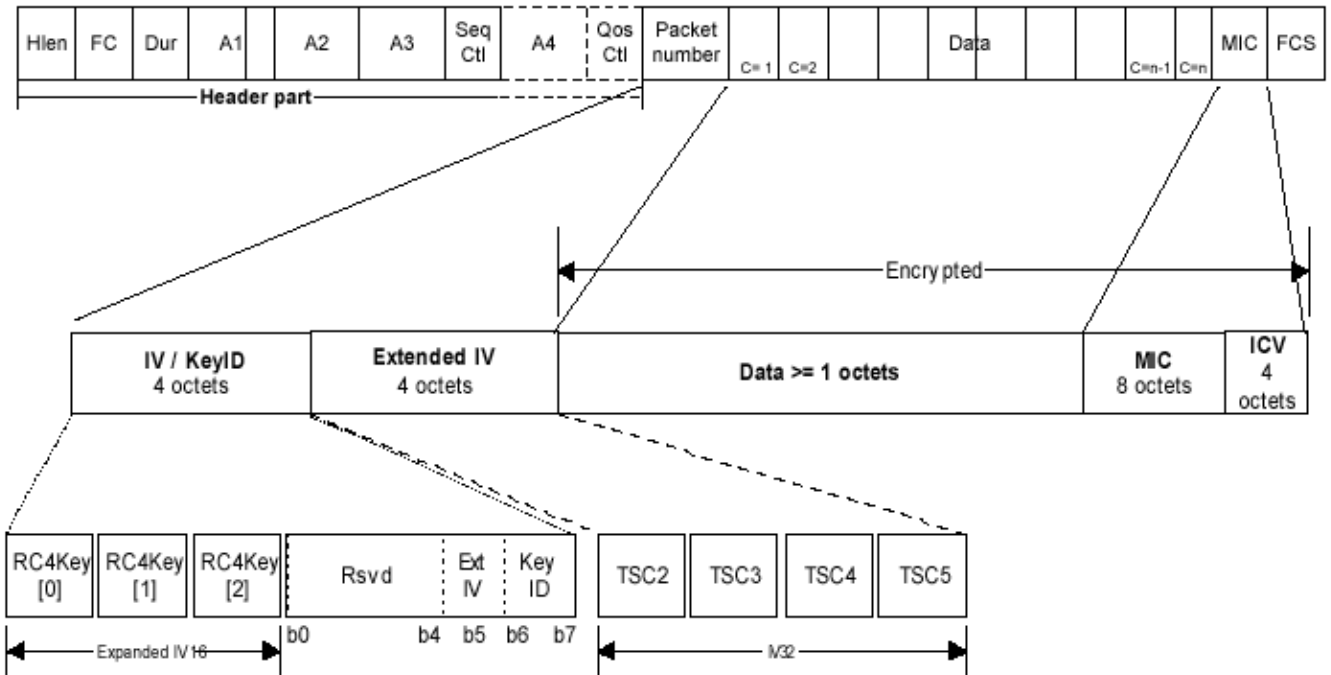 Hlen FC Dur A1 A2 A3 Seq Ctl A4 Qos Ctl Packet number C= 1 C=2 Data C=n-1 C=n MIC FCS
Header part
Encrypted
IV / KeyID
4 octets
Extended IV
4 octets
Data >= 1 octets
MIC
8 octets
ICV
4
octets
RC4Key
[0]
RC4Key
[1]
RC4Key
[2]
Rsvd
Ext
IV
Key
ID
TSC2
TSC3
TSC4
TSC5
b0
b4
b5
b6
b7
Expanded IV16
IV32